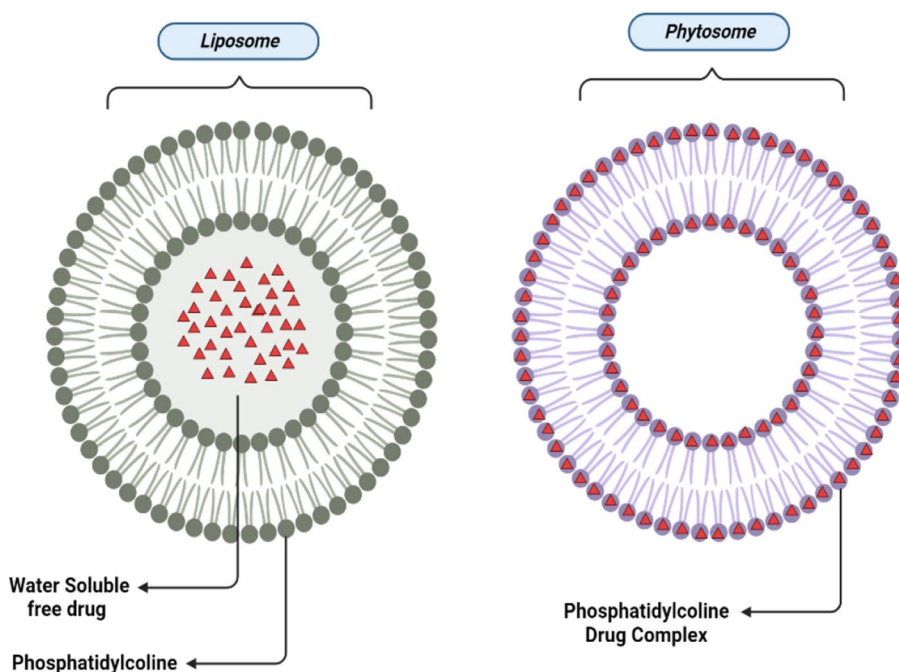 Liposome
Phytosome
Water Soluble
free drug
Phosphatidylcoline
Phosphatidylcoline
Drug Complex